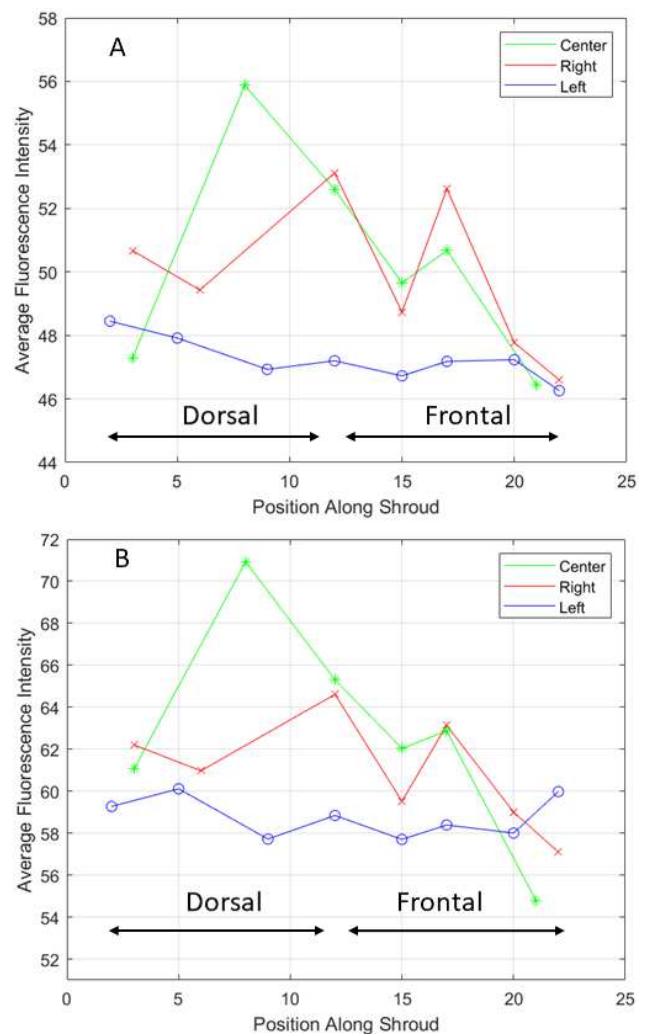 A
Center
Right
Left
Average Fluorescence Intensity
58
56
54
52
50
48
46
44
Dorsal Frontal
0 5 10 15 20 25
Position Along Shroud
B
Center
Right
Left
Average Fluorescence Intensity
72
70
68
66
64
62
60
58
56
54
52
Dorsal Frontal
0 5 10 15 20 25
Position Along Shroud